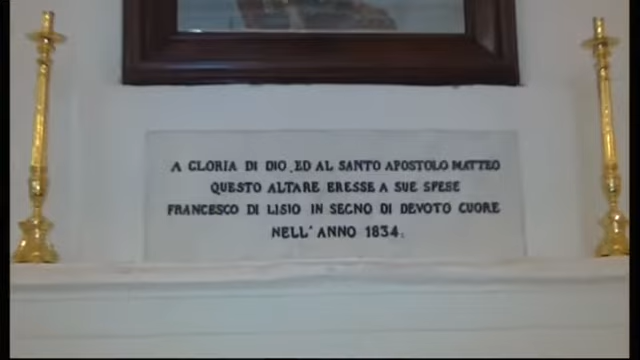 A GLORIA DI DIO, ED AL SANTO APOSTOLO MATTEO
QUESTO ALTARE ERESSE A SUE SPESE
FRANCESCO DI LISIO IN SEGNO DI DEVOTO CUORE
NELL' ANNO 1834.